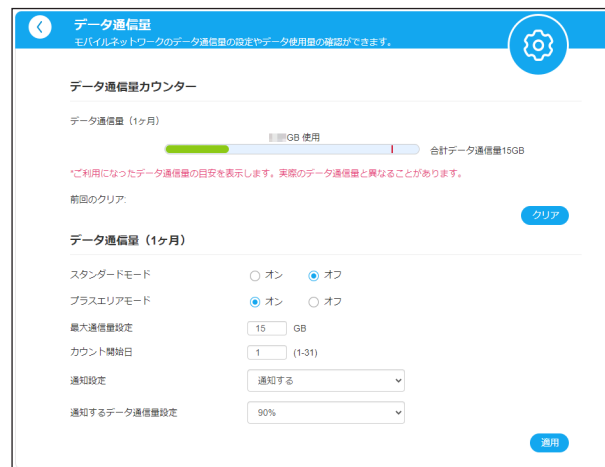 データ通信量
モバイルネットワークのデータ通信量の設定やデータ使用量の確認ができます。
データ通信量カウンター
データ通信量（1ヶ月）
GB 使用
合計データ通信量15GB
*ご利用になったデータ通信量の目安を表示します。実際のデータ通信量と異なることがあります。
前回のクリア:
クリア
データ通信量（1ヶ月）
スタンダードモード オン オフ
プラスエリアモード オン オフ
最大通信量設定 15 GB
カウント開始日 1 (1-31)
通知設定 通知する
通知するデータ通信量設定 90%
適用